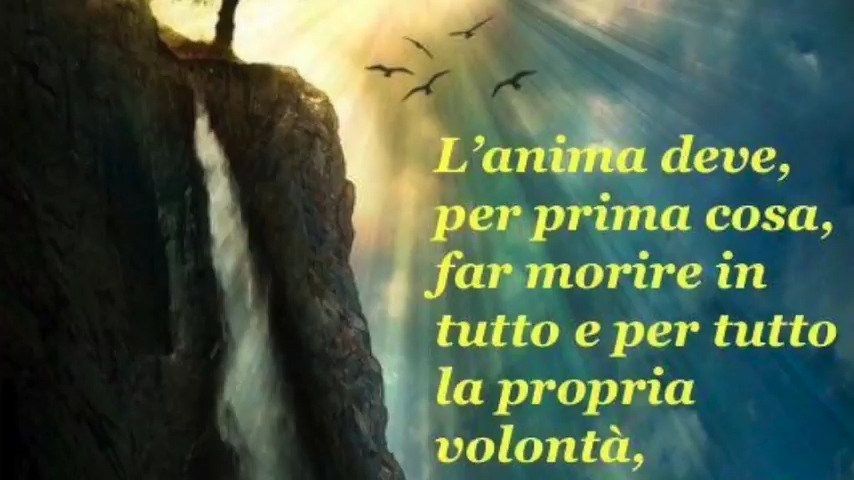 L’anima deve,
per prima cosa,
far morire in
tutto e per tutto
la propria
volontà,